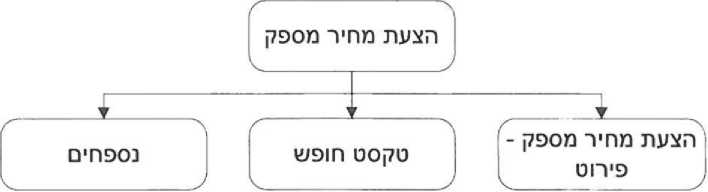 הצעת מחיר מספק
הצעת מחיר מספק -
פירוט
טקסט חופש
נספחים